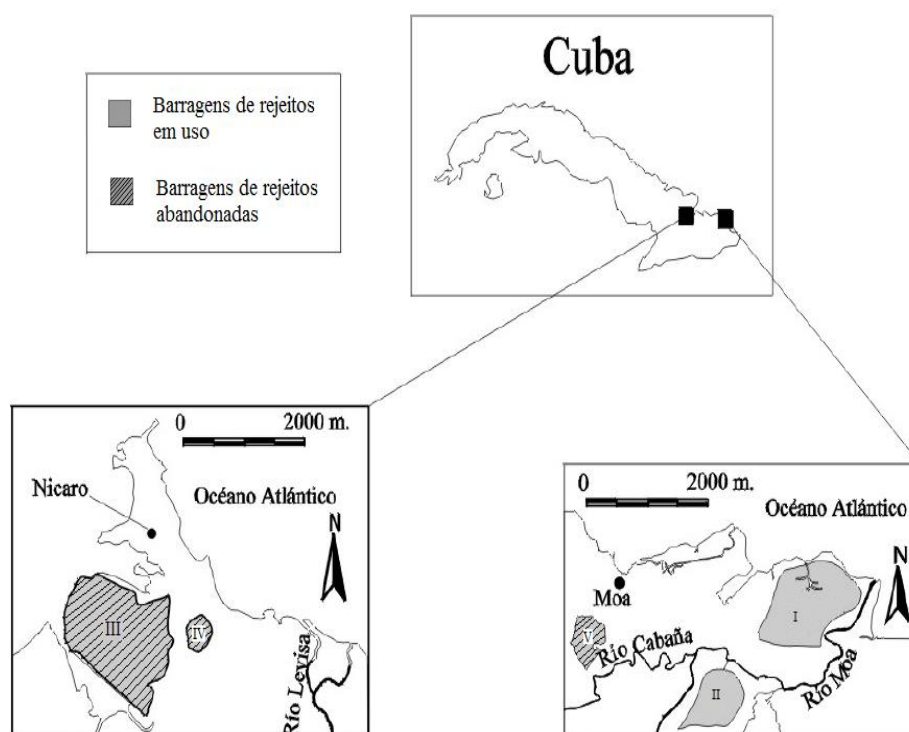 Cuba
Barragens de rejeitos
em uso
Barragens de rejeitos
abandonadas
0 2000 m.
Nicaro
Océano Atlántico
N
III
IV
Río Levisa
0 2000 m.
Océano Atlántico
N
Moa
I
V
Río Cabaña
Río Moa
II